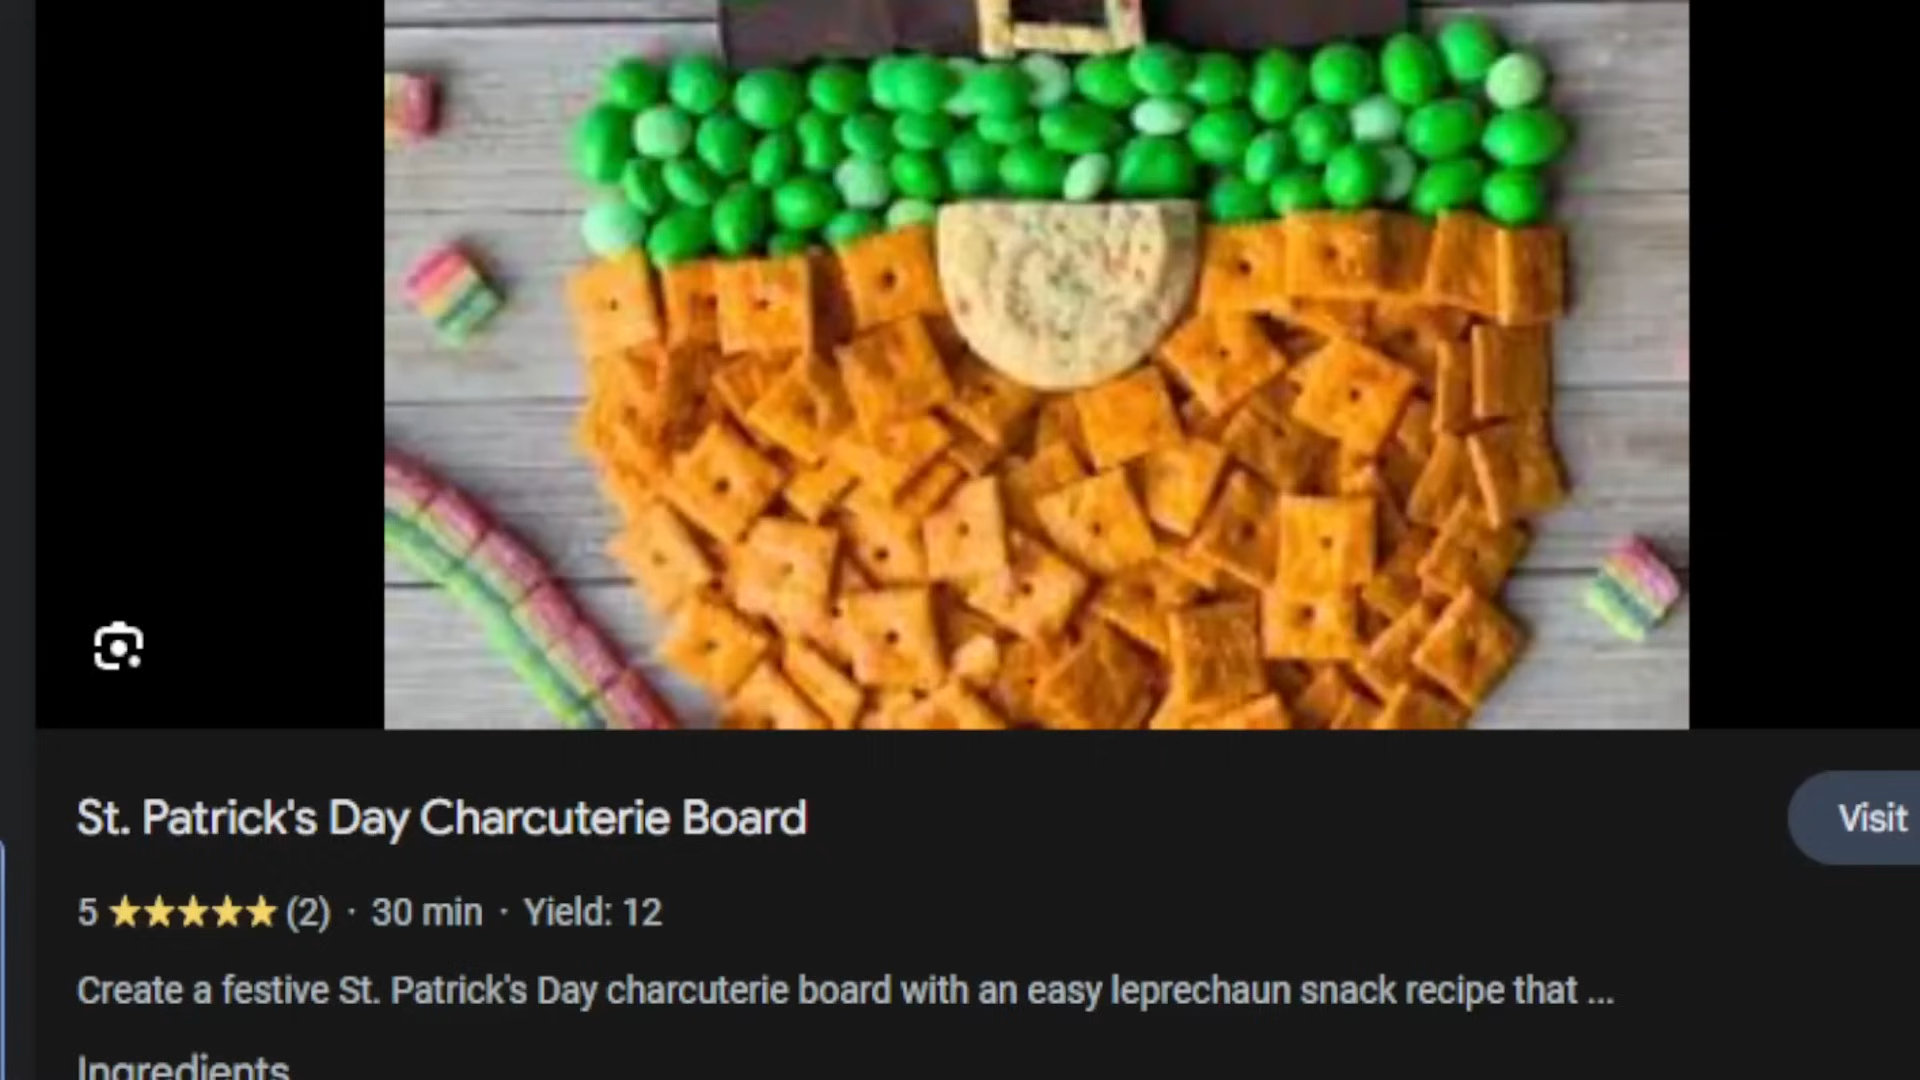 St. Patrick's Day Charcuterie Board
Visit
5 ★★★★★ (2) · 30 min · Yield: 12
Create a festive St. Patrick's Day charcuterie board with an easy leprechaun snack recipe that ...
Ingredients